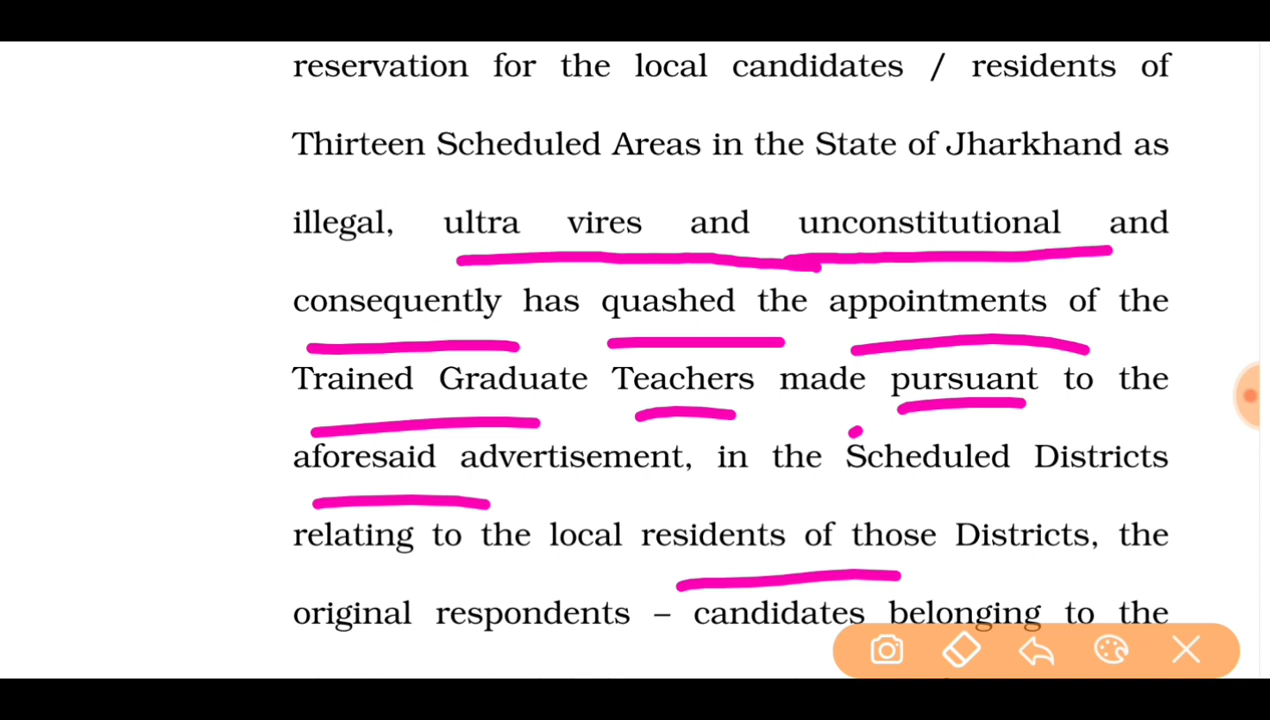 reservation for the local candidates / residents of
Thirteen Scheduled Areas in the State of Jharkhand as
illegal, ultra vires and unconstitutional and
consequently has quashed the appointments of the
Trained Graduate Teachers made pursuant to the
aforesaid advertisement, in the Scheduled Districts
relating to the local residents of those Districts, the
original respondents – candidates belonging to the